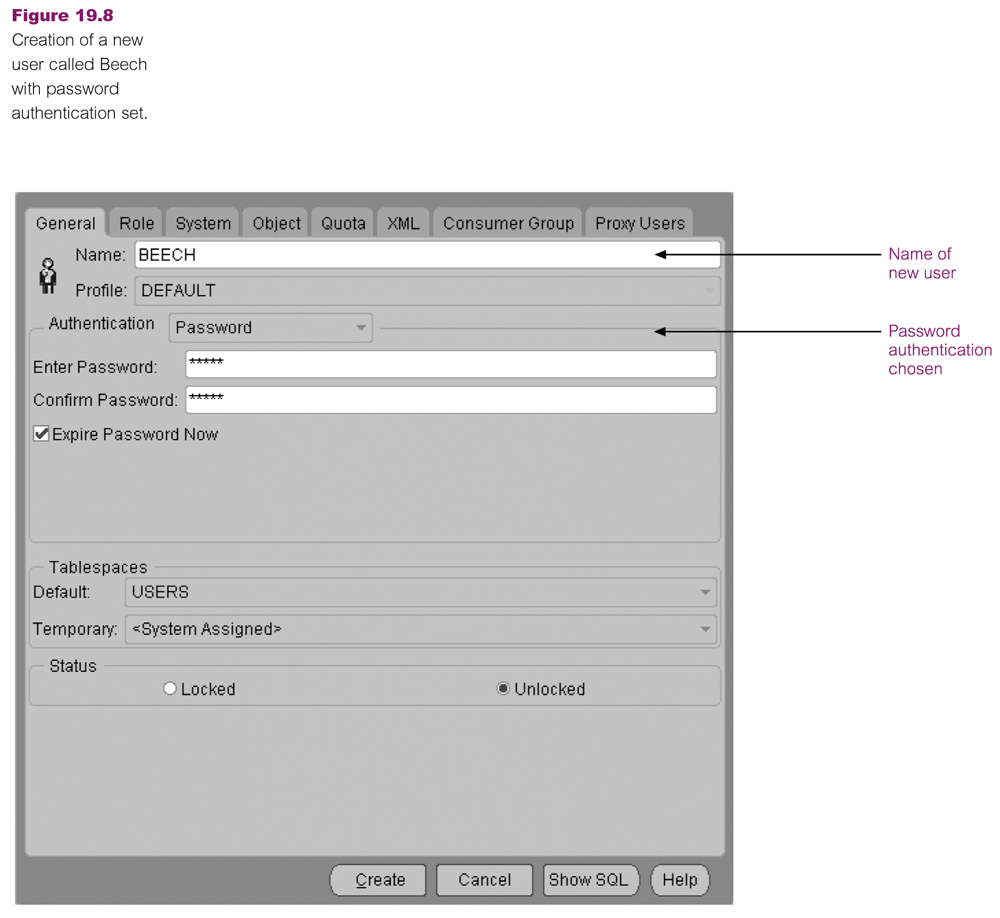 Figure 19.8
Creation of a new
user called Beech
with password
authentication set.
General Role System Object Quota XML Consumer Group Proxy Users
Name: BEECH
Name of
new user
Profile: DEFAULT
Authentication Password
Password
authentication
chosen
Enter Password: *****
Confirm Password: *****
Expire Password Now
Tablespaces
Default: USERS
Temporary: <System Assigned>
Status
Locked Unlocked
Create Cancel Show SQL Help